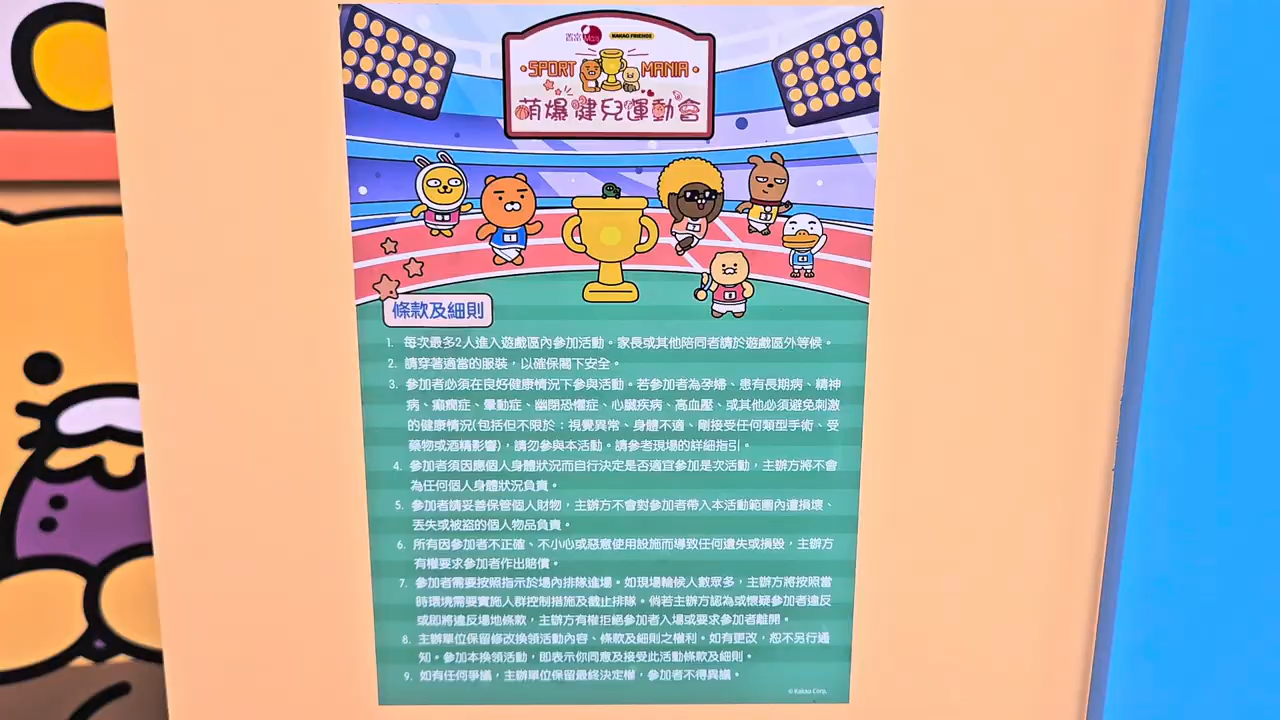 KAKAO FRIENDS
SPORT MANIA
萌爆健兒運動會
條款及細則
1. 每次最多2人進入遊戲區內參加活動。家長或其他陪同者請於遊戲區外等候。
2. 請穿著適當的服裝，以確保閣下安全。
3. 參加者必須在良好健康情況下參與活動。若參加者為孕婦、患有長期病、精神
病、癲癇症、暈動症、幽閉恐懼症、心臟疾病、高血壓、或其他必須避免刺激
的健康情況(包括但不限於：視覺異常、身體不適、剛接受任何類型手術、受
藥物或酒精影響)，請勿參與本活動。請參考現場的詳細指引。
4. 參加者須因應個人身體狀況而自行決定是否適宜參加是次活動，主辦方將不會
為任何個人身體狀況負責。
5. 參加者請妥善保管個人財物，主辦方不會對參加者帶入本活動範圍內遭損壞、
丟失或被盜的個人物品負責。
6. 所有因參加者不正確、不小心或惡意使用設施而導致任何遺失或損毀，主辦方
有權要求參加者作出賠償。
7. 參加者需要按照指示於場內排隊進場。如現場輪候人數眾多，主辦方將按照當
時環境需要實施人群控制措施及截止排隊。倘若主辦方認為或懷疑參加者違反
或即將違反場地條款，主辦方有權拒絕參加者入場或要求參加者離開。
8. 主辦單位保留修改換領活動內容、條款及細則之權利。如有更改，恕不另行通
知。參加本換領活動，即表示你同意及接受此活動條款及細則。
9. 如有任何爭議，主辦單位保留最終決定權，參加者不得異議。
© Kakao Corp.